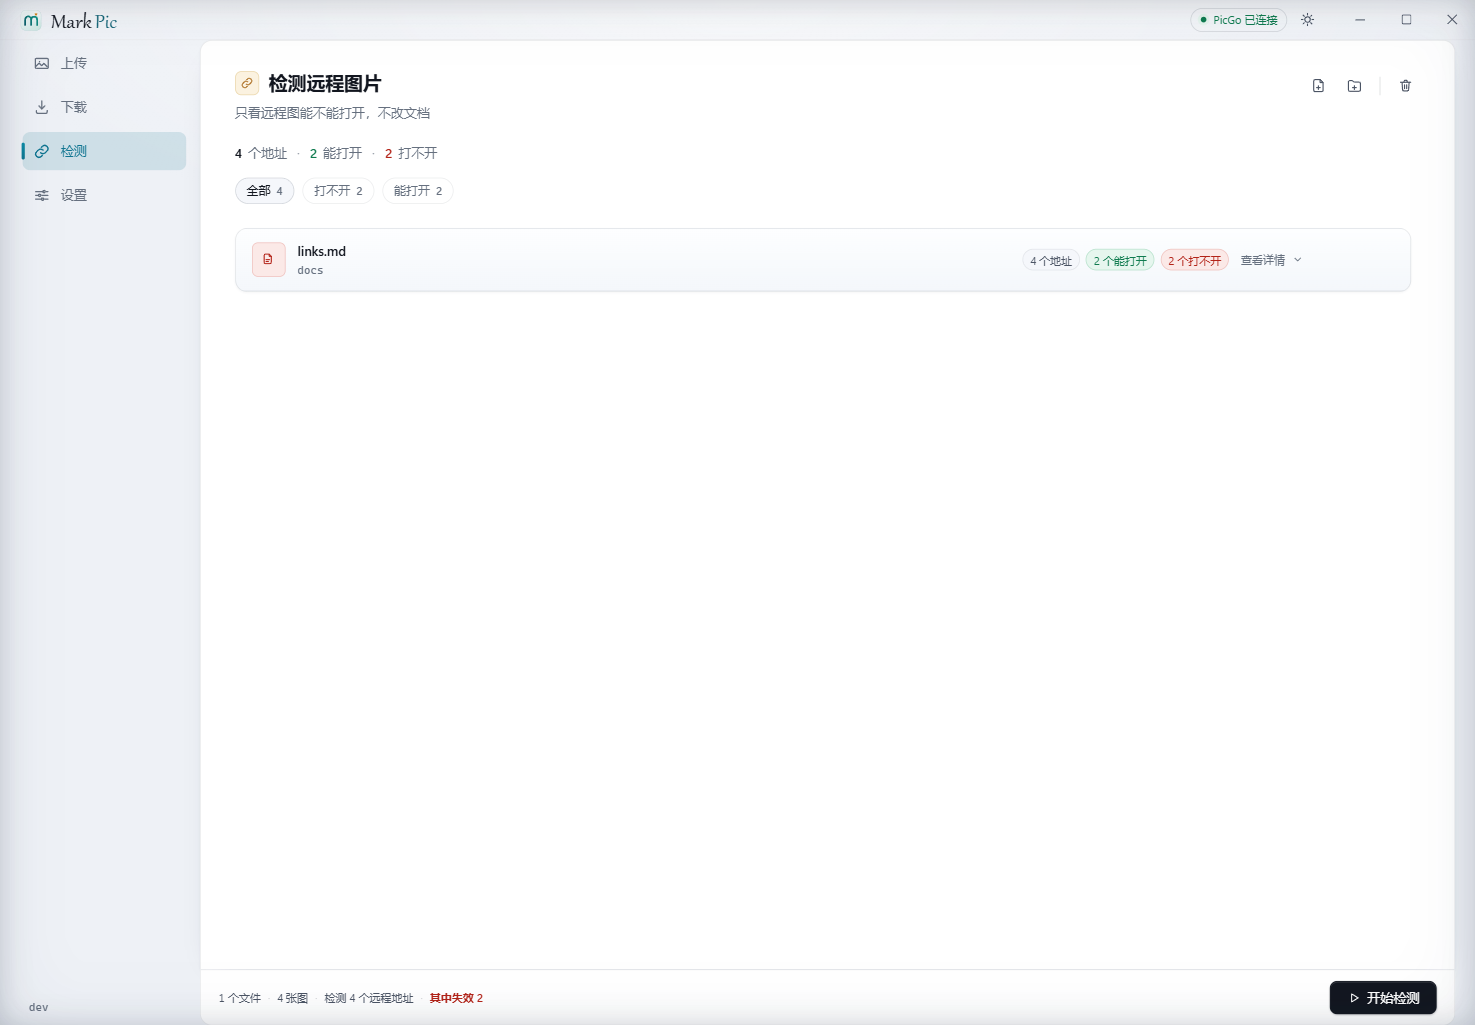 Mark Pic
PicGo 已连接
上传
下载
检测
设置
检测远程图片
只看远程图能不能打开，不改文档
4 个地址 · 2 能打开 · 2 打不开
全部 4 打不开 2 能打开 2
links.md
docs
4 个地址 2 个能打开 2 个打不开 查看详情
dev
1 个文件 · 4 张图 · 检测 4 个远程地址 · 其中失效 2
开始检测